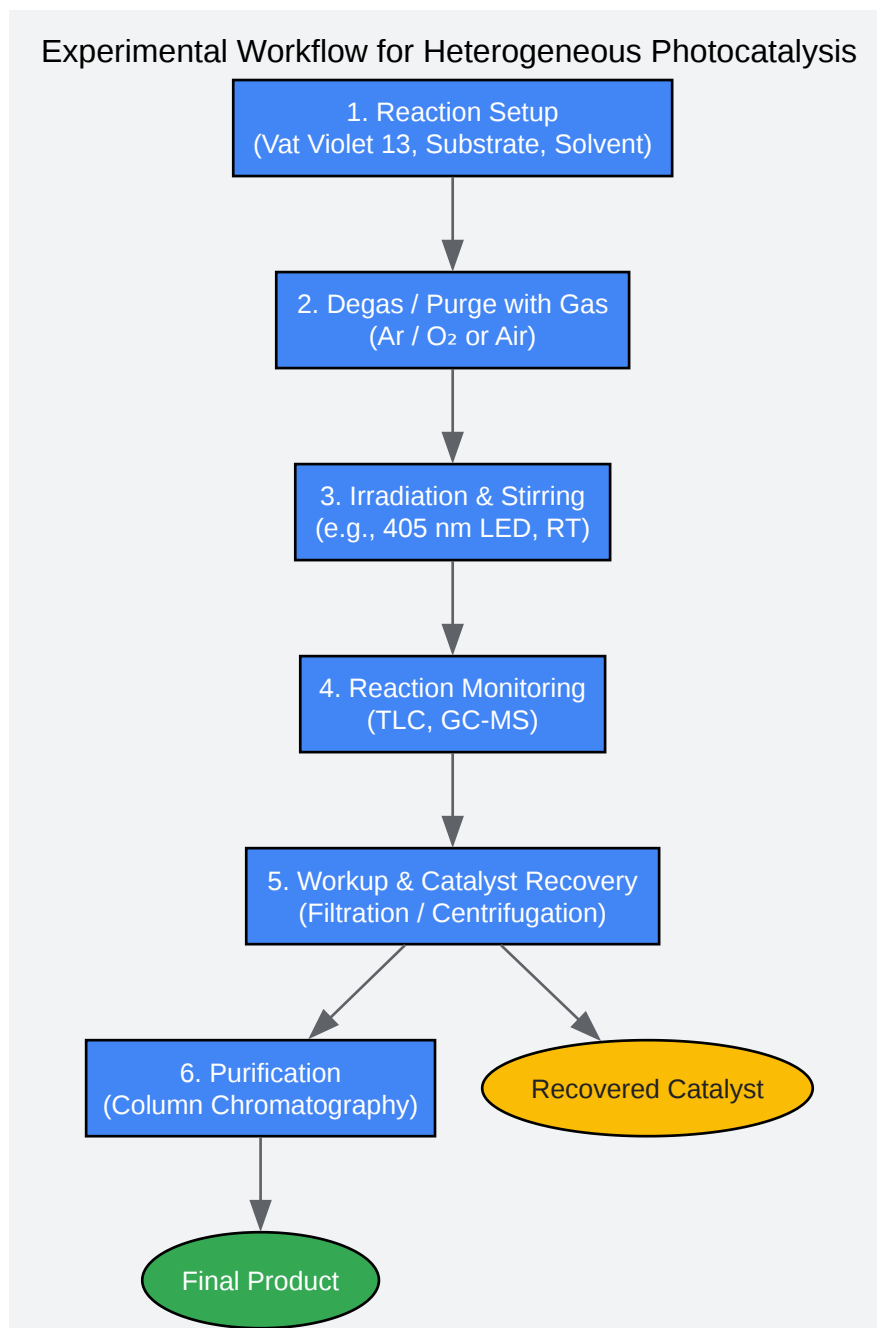 Experimental Workflow for Heterogeneous Photocatalysis
1. Reaction Setup
(Vat Violet 13, Substrate, Solvent)
2. Degas / Purge with Gas
(Ar / O₂ or Air)
3. Irradiation & Stirring
(e.g., 405 nm LED, RT)
4. Reaction Monitoring
(TLC, GC-MS)
5. Workup & Catalyst Recovery
(Filtration / Centrifugation)
6. Purification
(Column Chromatography)
Recovered Catalyst
Final Product